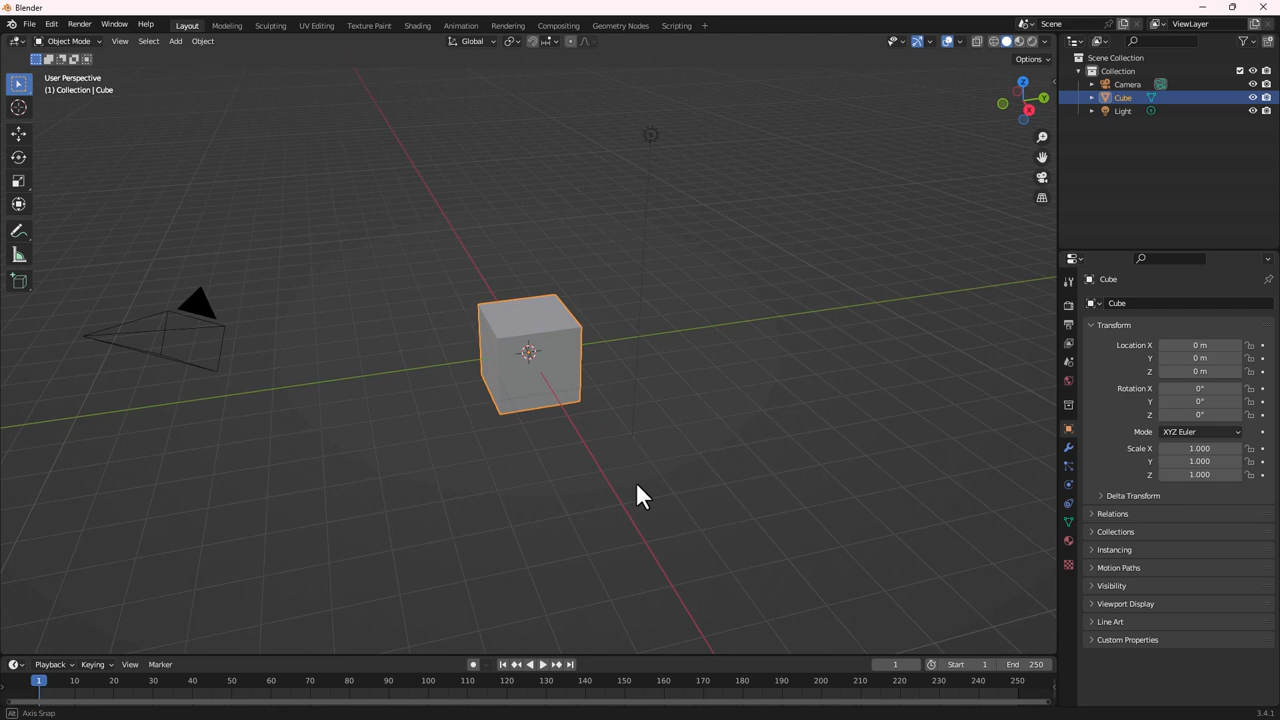 Blender
File Edit Render Window Help Layout Modeling Sculpting UV Editing Texture Paint Shading Animation Rendering Compositing Geometry Nodes Scripting + Scene ViewLayer
Object Mode View Select Add Object Global
Options
User Perspective
(1) Collection | Cube
Z
Y
X
Scene Collection
Collection
Camera
Cube
Light
Cube
Cube
Transform
Location X 0 m
Y 0 m
Z 0 m
Rotation X 0°
Y 0°
Z 0°
Mode XYZ Euler
Scale X 1.000
Y 1.000
Z 1.000
Delta Transform
Relations
Collections
Instancing
Motion Paths
Visibility
Viewport Display
Line Art
Custom Properties
Playback Keying View Marker 1 Start 1 End 250
1 10 20 30 40 50 60 70 80 90 100 110 120 130 140 150 160 170 180 190 200 210 220 230 240 250
Alt Axis Snap 3.4.1